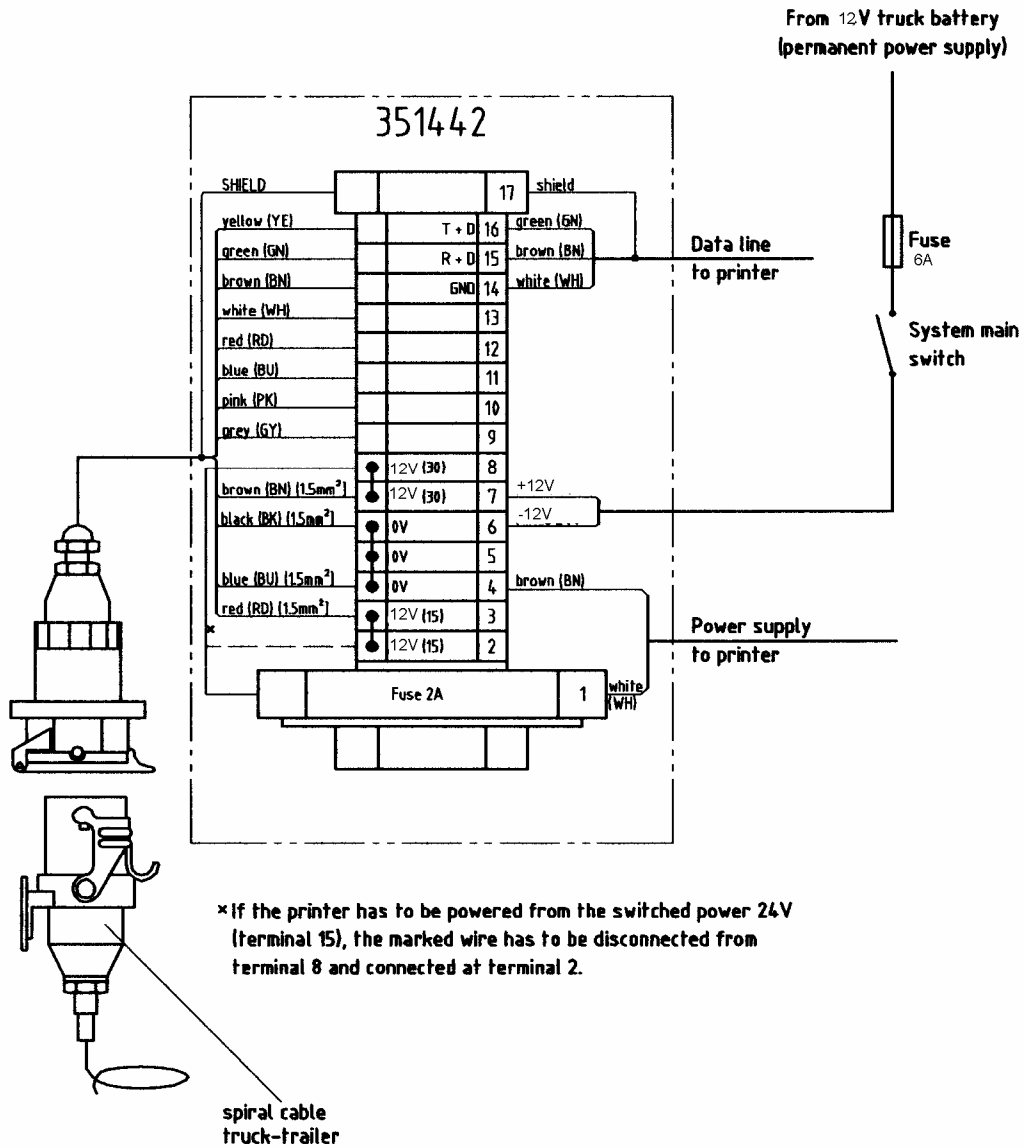 From 12V truck battery
(permanent power supply)
351442
SHIELD
17
shield
yellow (YE)
T + D
16
green (GN)
green (GN)
R + D
15
brown (BN)
brown (BN)
GND
14
white (WH)
white (WH)
13
red (RD)
12
blue (BU)
11
pink (PK)
10
grey (GY)
9
12V (30)
8
brown (BN) (1.5mm²]
12V (30)
7
+12V
black (BK) (1.5mm²]
0V
6
-12V
0V
5
blue (BU) (1.5mm²]
0V
4
brown (BN)
red (RD) (1.5mm²]
12V (15)
3
×
12V (15)
2
Fuse 2A
1
white
(WH)
Data line
to printer
Fuse
6A
System main
switch
Power supply
to printer
× If the printer has to be powered from the switched power 24V
(terminal 15), the marked wire has to be disconnected from
terminal 8 and connected at terminal 2.
spiral cable
truck-trailer